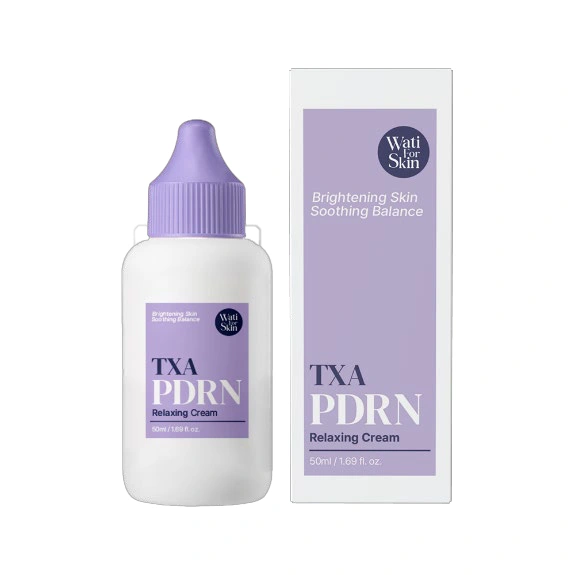 Brightening Skin
Soothing Balance
Wati
For
Skin
TXA
PDRN
Relaxing Cream
50ml / 1.69 fl. oz.
Wati
For
Skin
Brightening Skin
Soothing Balance
TXA
PDRN
Relaxing Cream
50ml / 1.69 fl. oz.